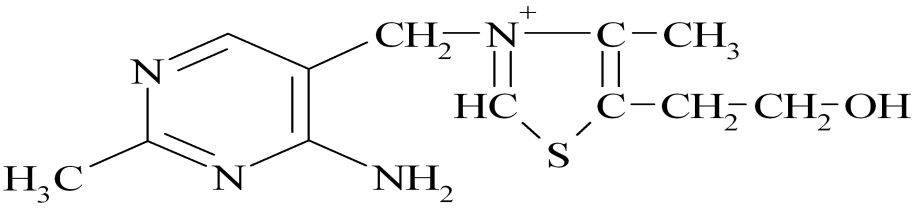 CH₂ N⁺ C CH₃
N
HC C CH₂ CH₂ OH
S
H₃C N NH₂